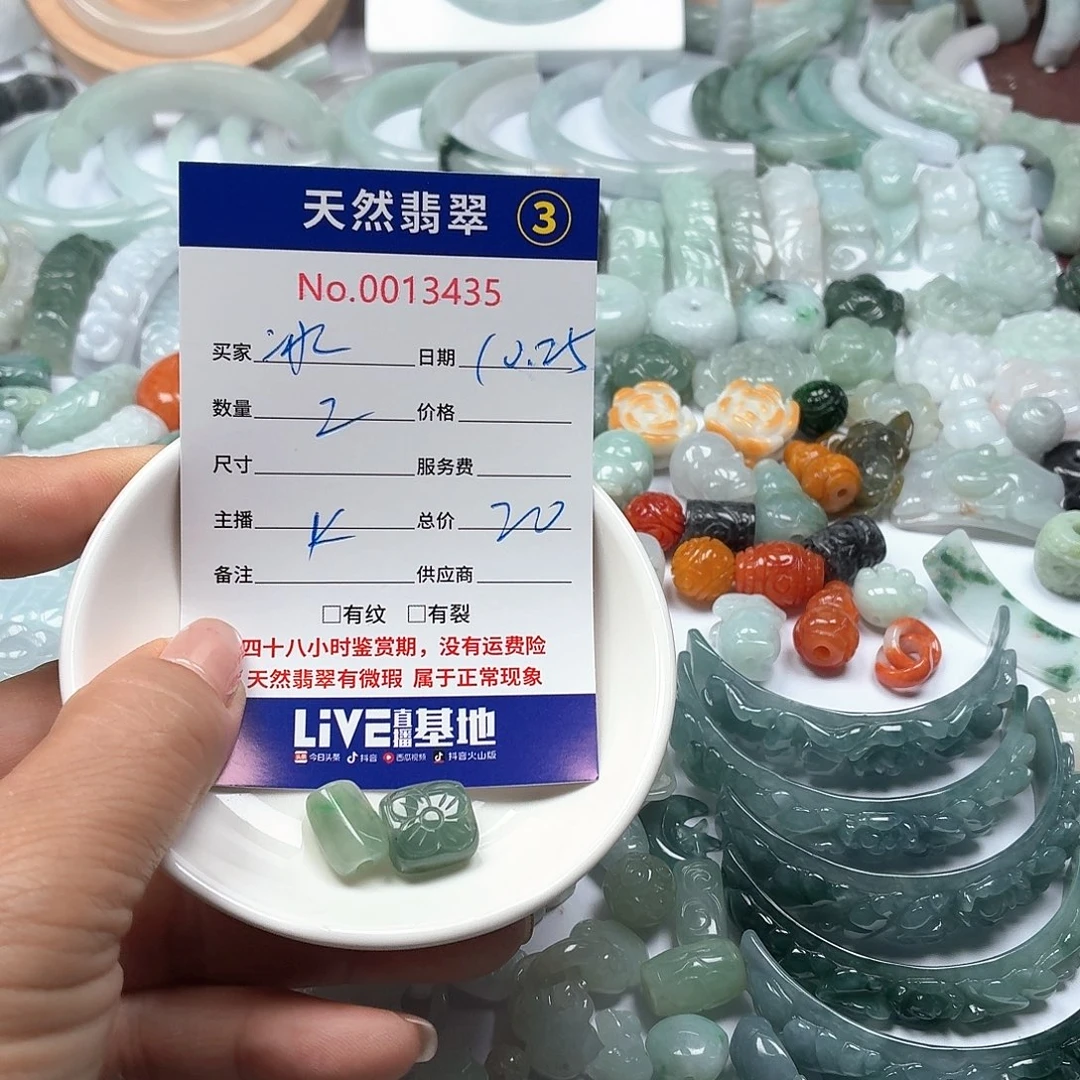 天然翡翠 3
No.0013435
买家 冰 日期 10.25
数量 2 价格
尺寸 服务费
主播 K 总价 20
备注 供应商
□有纹 □有裂
四十八小时鉴赏期，没有运费险
天然翡翠有微瑕 属于正常现象
LiVE直播基地
头条 今日头条 抖音 西瓜视频 抖音火山版